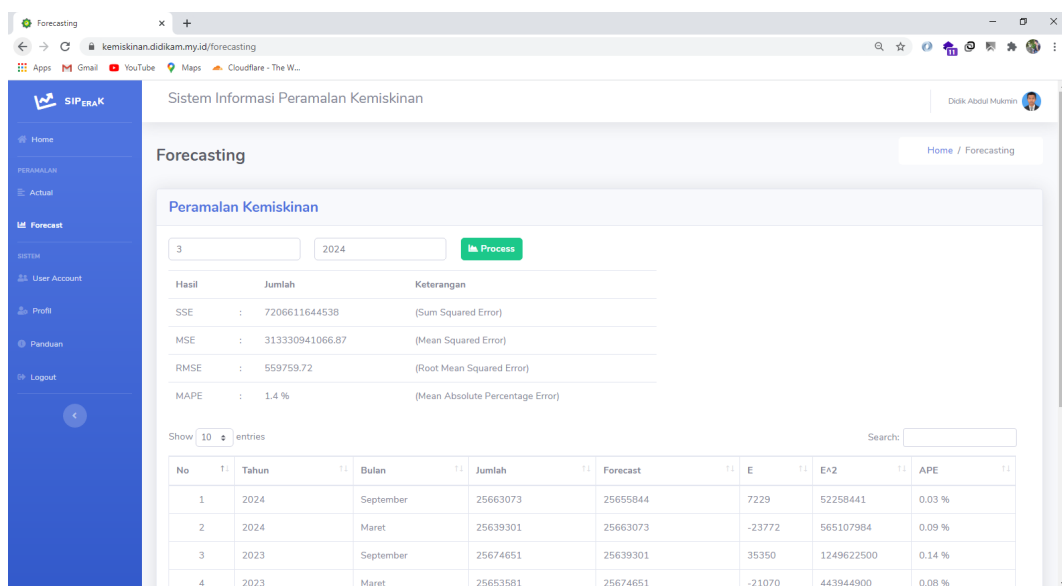 Forecasting
kemiskinan.didikam.my.id/forecasting
11
Apps Gmail YouTube Maps Cloudflare - The W...
SIPERAK
Sistem Informasi Peramalan Kemiskinan
Didik Abdul Mukmin
Home
PERAMALAN
Actual
Forecast
SISTEM
User Account
Profil
Panduan
Logout
Forecasting
Home / Forecasting
Peramalan Kemiskinan
3 2024 Process
Hasil Jumlah Keterangan
SSE : 7206611644538 (Sum Squared Error)
MSE : 313330941066.87 (Mean Squared Error)
RMSE : 559759.72 (Root Mean Squared Error)
MAPE : 1.4 % (Mean Absolute Percentage Error)
Show 10 entries Search:
No Tahun Bulan Jumlah Forecast E E^2 APE
1 2024 September 25663073 25655844 7229 52258441 0.03 %
2 2024 Maret 25639301 25663073 -23772 565107984 0.09 %
3 2023 September 25674651 25639301 35350 1249622500 0.14 %
4 2023 Maret 25653581 25674651 -21070 443944900 0.08 %